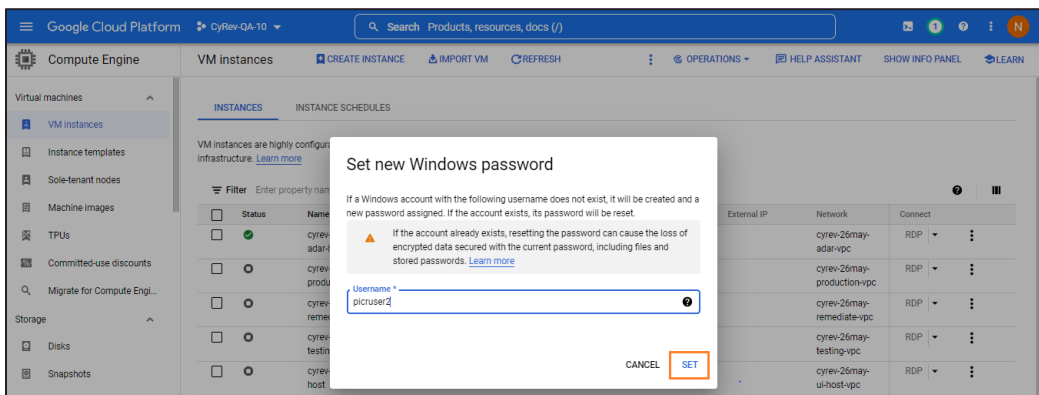 Google Cloud Platform CyRev-QA-10 Search Products, resources, docs (/) 1 N
Compute Engine VM instances CREATE INSTANCE IMPORT VM REFRESH OPERATIONS HELP ASSISTANT SHOW INFO PANEL LEARN
Virtual machines
VM instances
Instance templates
Sole-tenant nodes
Machine images
TPUs
Committed-use discounts
Migrate for Compute Engi...
Storage
Disks
Snapshots
INSTANCES INSTANCE SCHEDULES
VM instances are highly configura
infrastructure. Learn more
Filter Enter property nam
Status Name External IP Network Connect
cyrev- cyrev-26may- RDP
adar-vpc
cyrev- cyrev-26may- RDP
produ production-vpc
cyrev- cyrev-26may- RDP
remed remediate-vpc
cyrev- cyrev-26may- RDP
testin testing-vpc
cyrev- cyrev-26may- RDP
host ui-host-vpc
Set new Windows password
If a Windows account with the following username does not exist, it will be created and a
new password assigned. If the account exists, its password will be reset.
If the account already exists, resetting the password can cause the loss of
encrypted data secured with the current password, including files and
stored passwords. Learn more
Username *
picruser2
CANCEL SET